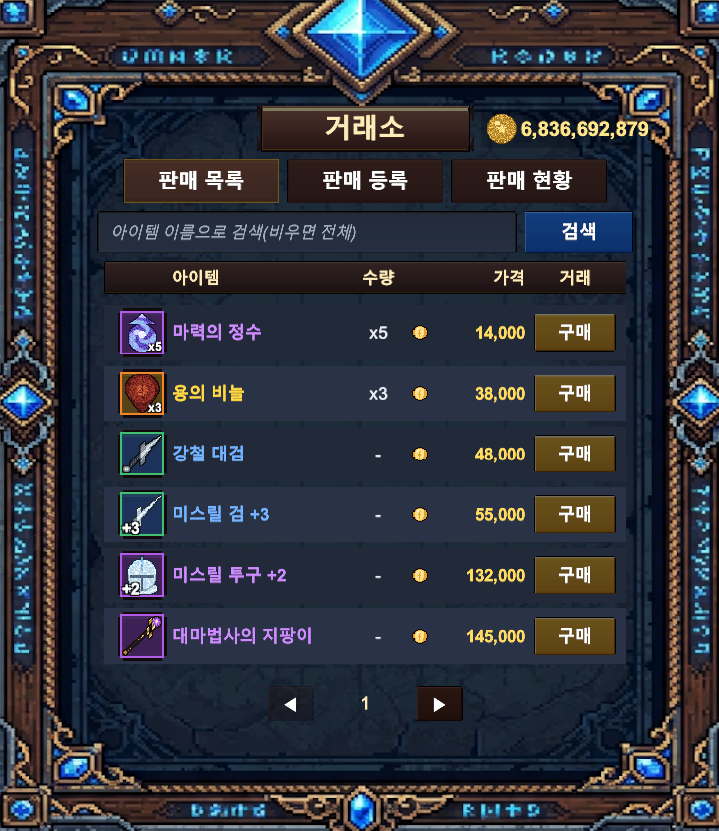 거래소
6,836,692,879
판매 목록 판매 등록 판매 현황
아이템 이름으로 검색(비우면 전체) 검색
아이템 수량 가격 거래
x5 마력의 정수 x5 14,000 구매
x3 용의 비늘 x3 38,000 구매
강철 대검 - 48,000 구매
+3 미스릴 검 +3 - 55,000 구매
+2 미스릴 투구 +2 - 132,000 구매
대마법사의 지팡이 - 145,000 구매
◀ 1 ▶